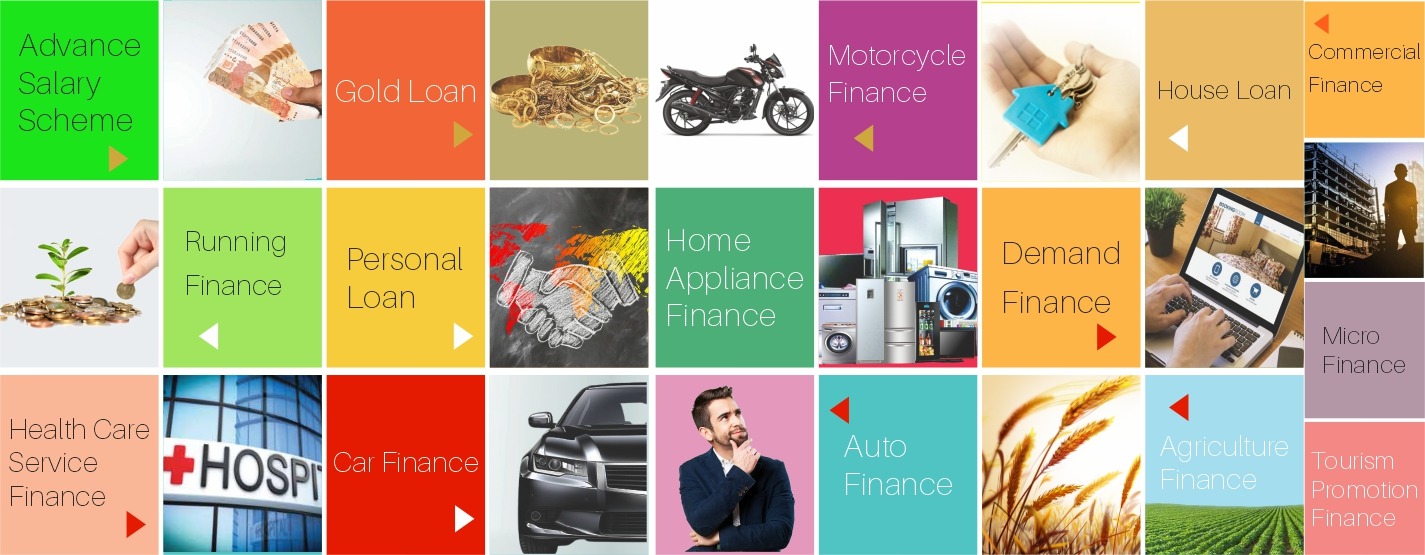 Advance
Salary
Scheme
Gold Loan
Motorcycle
Finance
House Loan
Commercial
Finance
Running
Finance
Personal
Loan
Home
Appliance
Finance
Demand
Finance
Micro
Finance
Health Care
Service
Finance
HOSPI
Car Finance
Auto
Finance
Agriculture
Finance
Tourism
Promotion
Finance